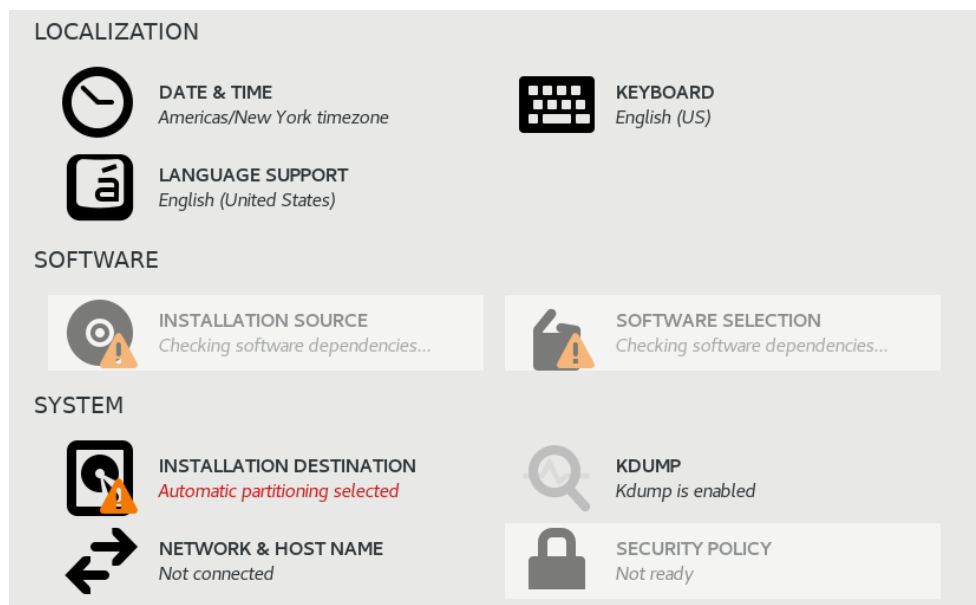 LOCALIZATION
DATE & TIME
Americas/New York timezone
KEYBOARD
English (US)
LANGUAGE SUPPORT
English (United States)
SOFTWARE
INSTALLATION SOURCE
Checking software dependencies...
SOFTWARE SELECTION
Checking software dependencies...
SYSTEM
INSTALLATION DESTINATION
Automatic partitioning selected
KDUMP
Kdump is enabled
NETWORK & HOST NAME
Not connected
SECURITY POLICY
Not ready